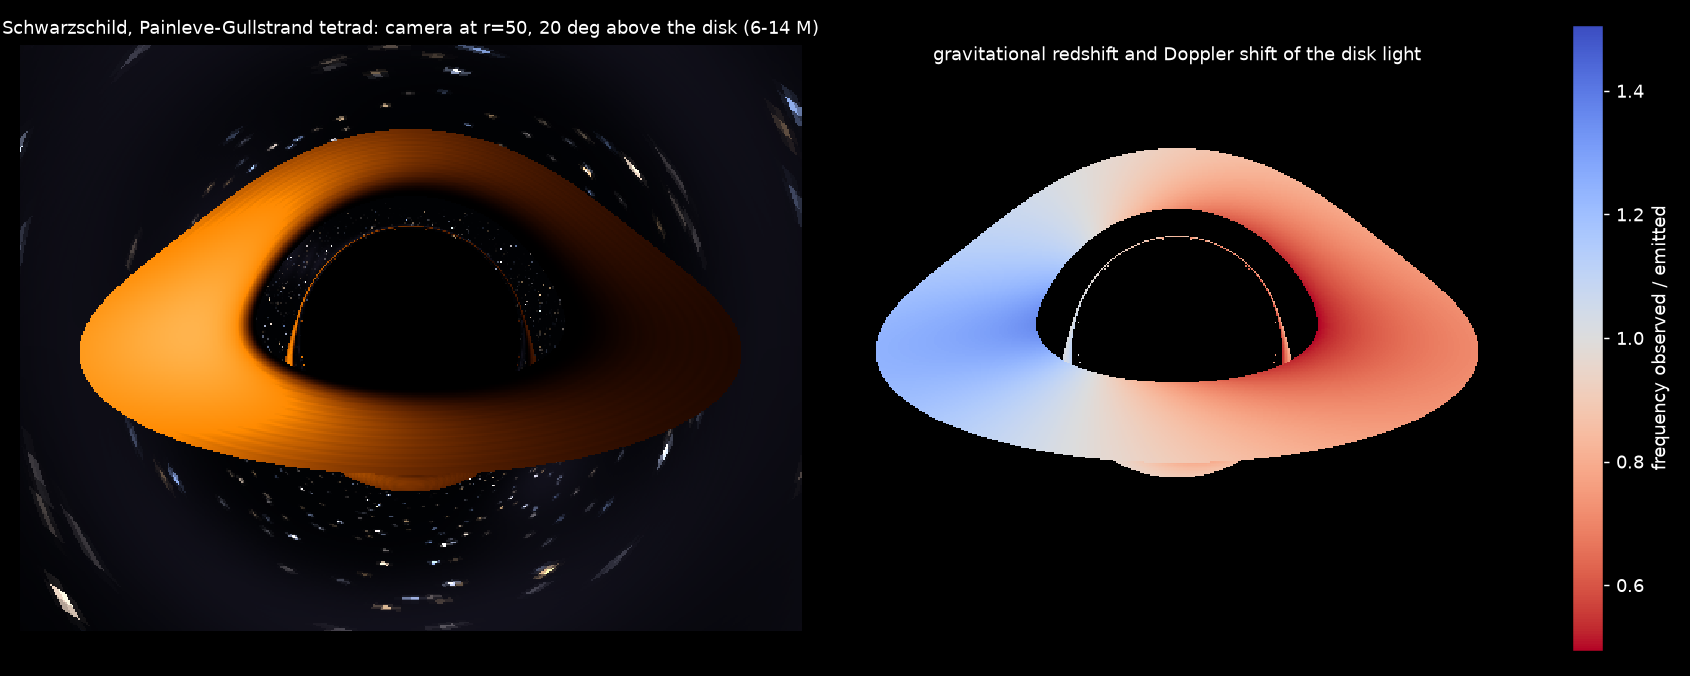 Schwarzschild, Painleve-Gullstrand tetrad: camera at r=50, 20 deg above the disk (6-14 M)
gravitational redshift and Doppler shift of the disk light
1.4
1.2
1.0
0.8
0.6
frequency observed / emitted